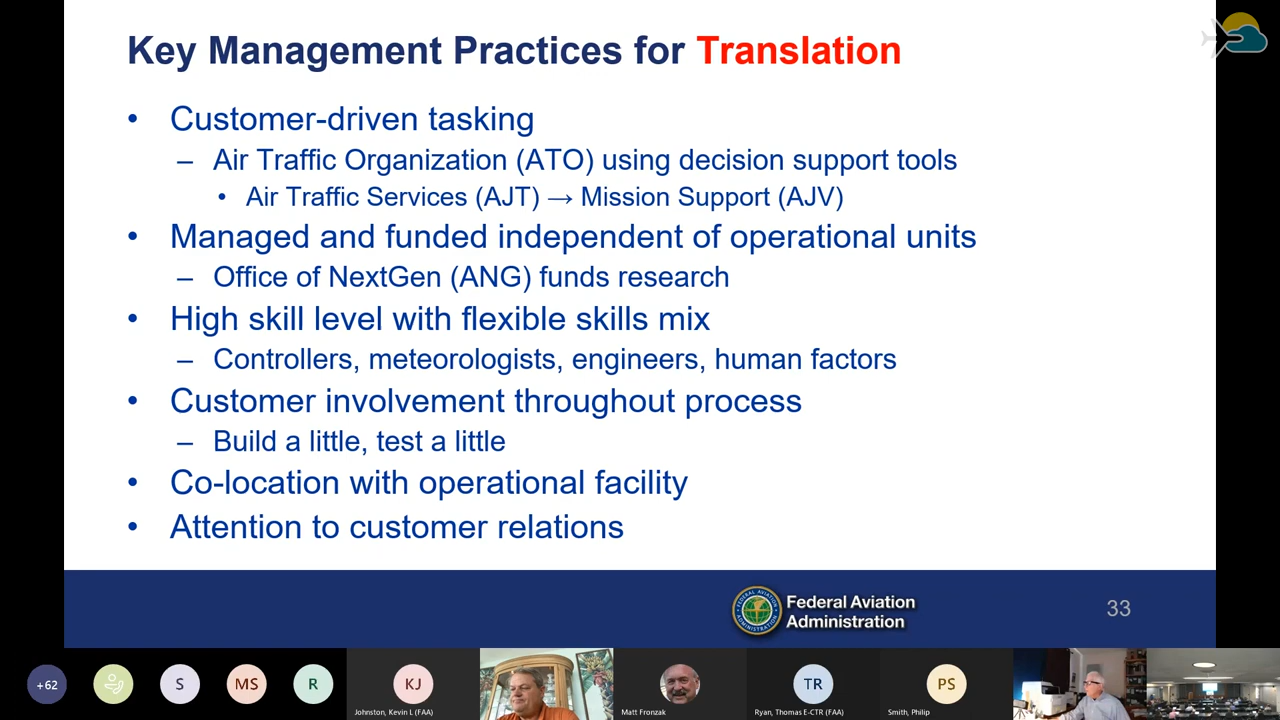 Key Management Practices for Translation
• Customer-driven tasking
– Air Traffic Organization (ATO) using decision support tools
• Air Traffic Services (AJT) → Mission Support (AJV)
• Managed and funded independent of operational units
– Office of NextGen (ANG) funds research
• High skill level with flexible skills mix
– Controllers, meteorologists, engineers, human factors
• Customer involvement throughout process
– Build a little, test a little
• Co-location with operational facility
• Attention to customer relations
Federal Aviation
Administration
33
+62
S
MS
R
KJ
TR
PS
Johnston, Kevin L (FAA)
Matt Fronzak
Ryan, Thomas E-CTR (FAA)
Smith, Philip